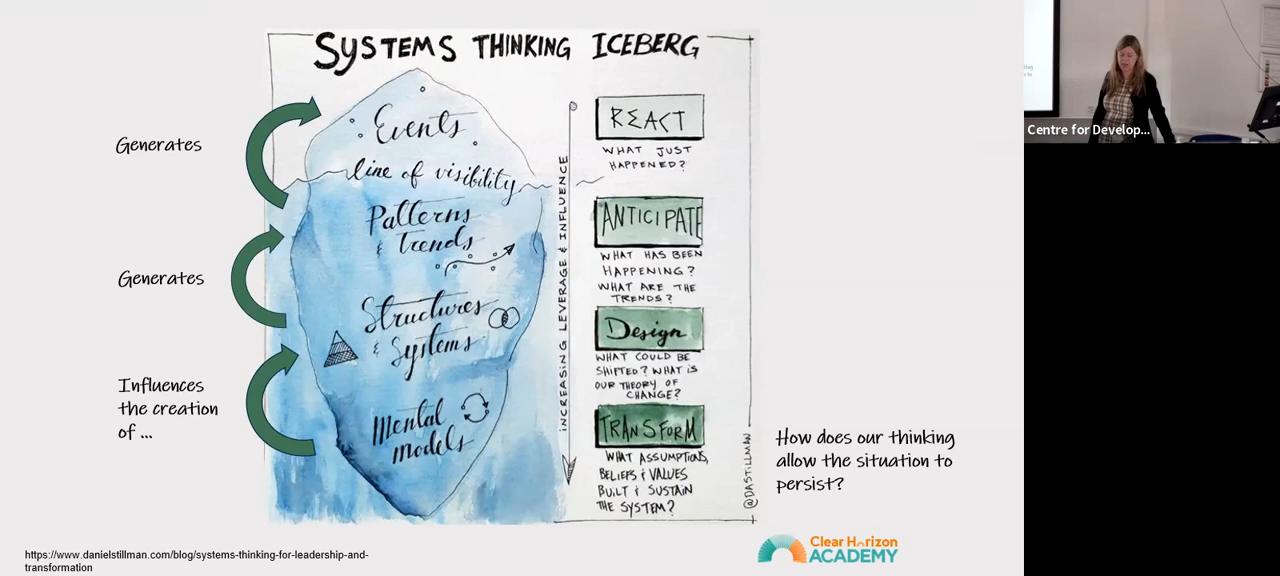 SYSTEMS THINKING ICEBERG
Generates
Generates
Influences
the creation
of ...
Events
line of visibility
Patterns
& trends
Structures
& Systems
Mental
models
INCREASING LEVERAGE & INFLUENCE
REACT
WHAT JUST
HAPPENED?
ANTICIPATE
WHAT HAS BEEN
HAPPENING?
WHAT ARE THE
TRENDS?
Design
WHAT COULD BE
SHIFTED? WHAT IS
OUR THEORY OF
CHANGE?
TRANSFORM
WHAT ASSUMPTIONS,
BELIEFS & VALUES
BUILT & SUSTAIN
THE SYSTEM?
@DASTILLMAN
How does our thinking
allow the situation to
persist?
https://www.danielstillman.com/blog/systems-thinking-for-leadership-and-
transformation
Clear Horizon
ACADEMY
Centre for Develop...